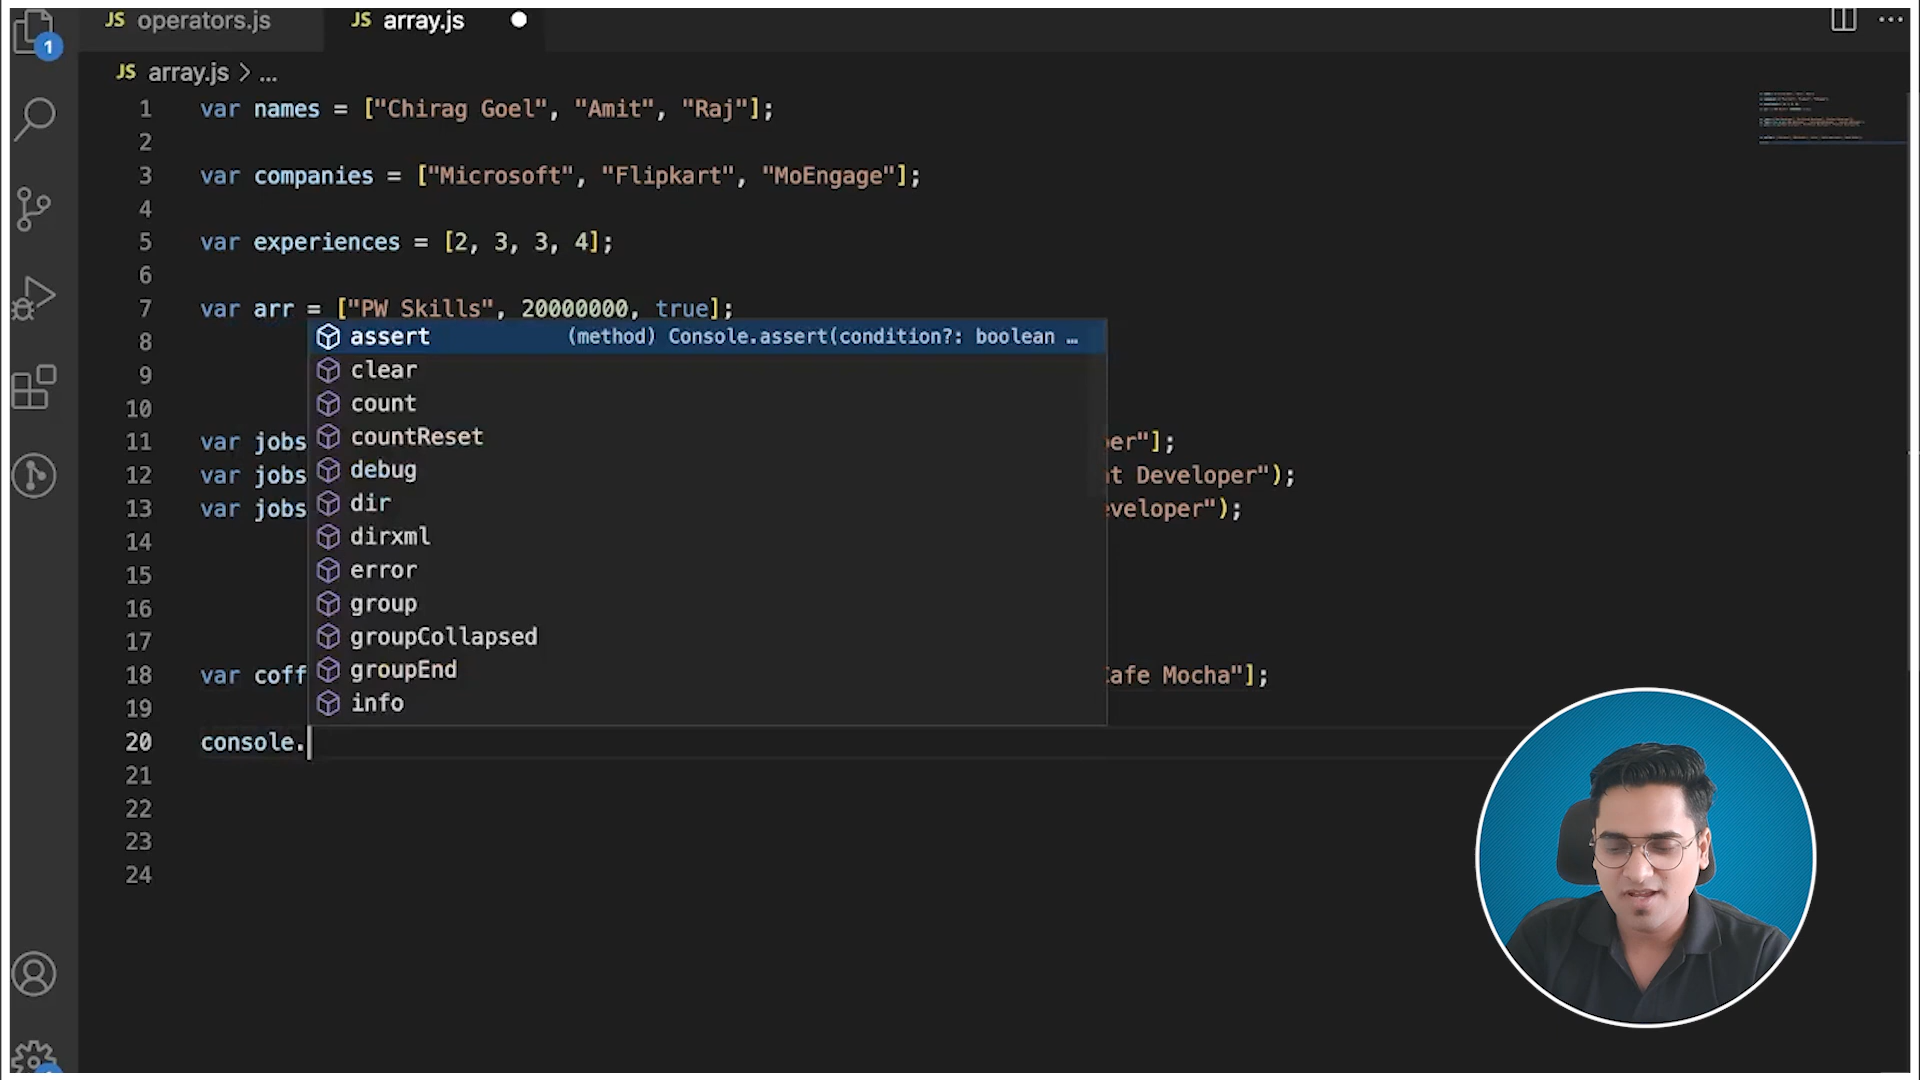 JS operators.js
JS array.js
1
JS array.js > ...
1 var names = ["Chirag Goel", "Amit", "Raj"];
2
3 var companies = ["Microsoft", "Flipkart", "MoEngage"];
4
5 var experiences = [2, 3, 3, 4];
6
7 var arr = ["PW Skills", 20000000, true];
8 assert (method) Console.assert(condition?: boolean …
9 clear
10 count
11 var jobs countReset er"];
12 var jobs debug t Developer");
13 var jobs dir eveloper");
14 dirxml
15 error
16 group
17 groupCollapsed
18 var coff groupEnd Cafe Mocha"];
19 info
20 console.
21
22
23
24